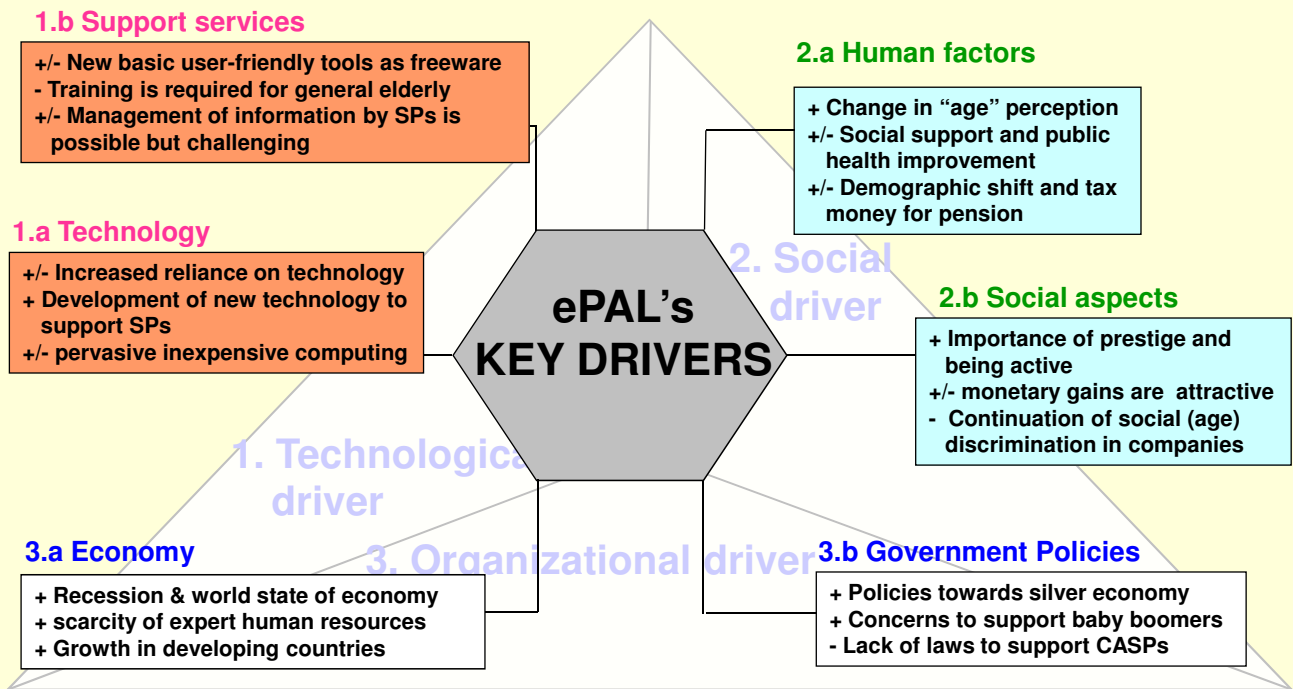 1.b Support services
+/- New basic user-friendly tools as freeware
- Training is required for general elderly
+/- Management of information by SPs is
possible but challenging
2.a Human factors
+ Change in “age” perception
+/- Social support and public
health improvement
+/- Demographic shift and tax
money for pension
1.a Technology
+/- Increased reliance on technology
+ Development of new technology to
support SPs
+/- pervasive inexpensive computing
ePAL's
KEY DRIVERS
2. Social
driver
2.b Social aspects
+ Importance of prestige and
being active
+/- monetary gains are attractive
- Continuation of social (age)
discrimination in companies
1. Technologica
driver
3. Organizational driver
3.a Economy
+ Recession & world state of economy
+ scarcity of expert human resources
+ Growth in developing countries
3.b Government Policies
+ Policies towards silver economy
+ Concerns to support baby boomers
- Lack of laws to support CASPs